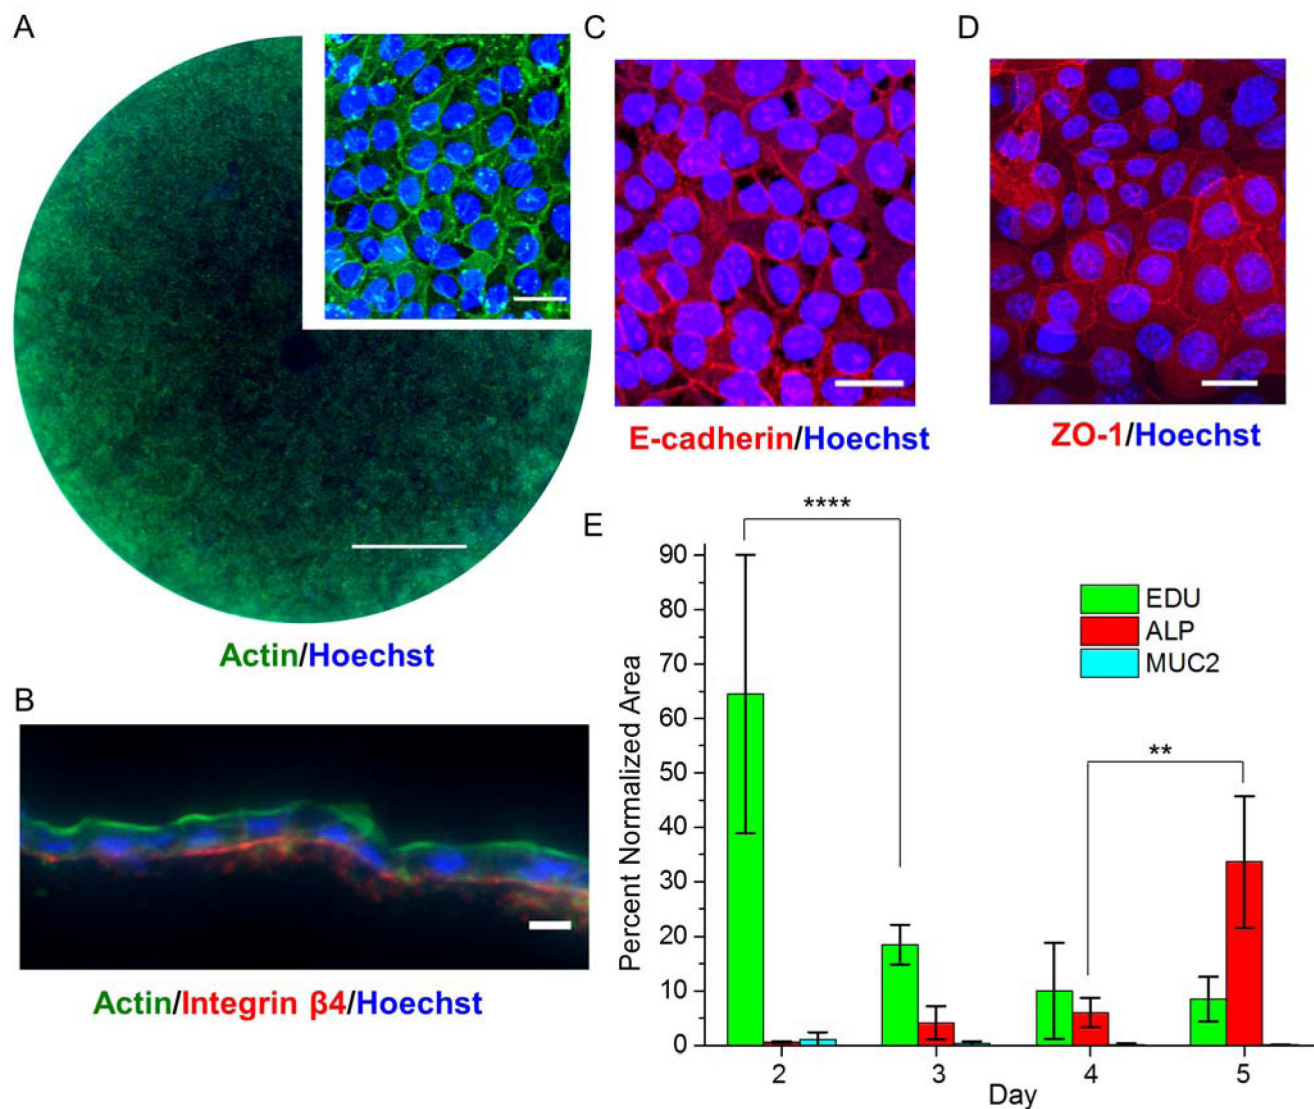 A
Actin/Hoechst
B
Actin/Integrin β4/Hoechst
C
E-cadherin/Hoechst
D
ZO-1/Hoechst
E
****
**
EDU
ALP
MUC2
Percent Normalized Area
90
80
70
60
50
40
30
20
10
0
2 3 4 5
Day